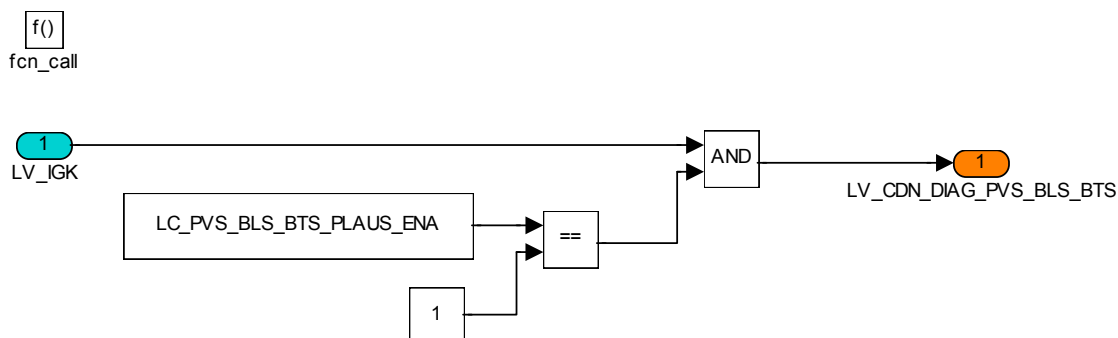 f()
fcn_call
1
LV_IGK
AND
1
LV_CDN_DIAG_PVS_BLS_BTS
LC_PVS_BLS_BTS_PLAUS_ENA
==
1